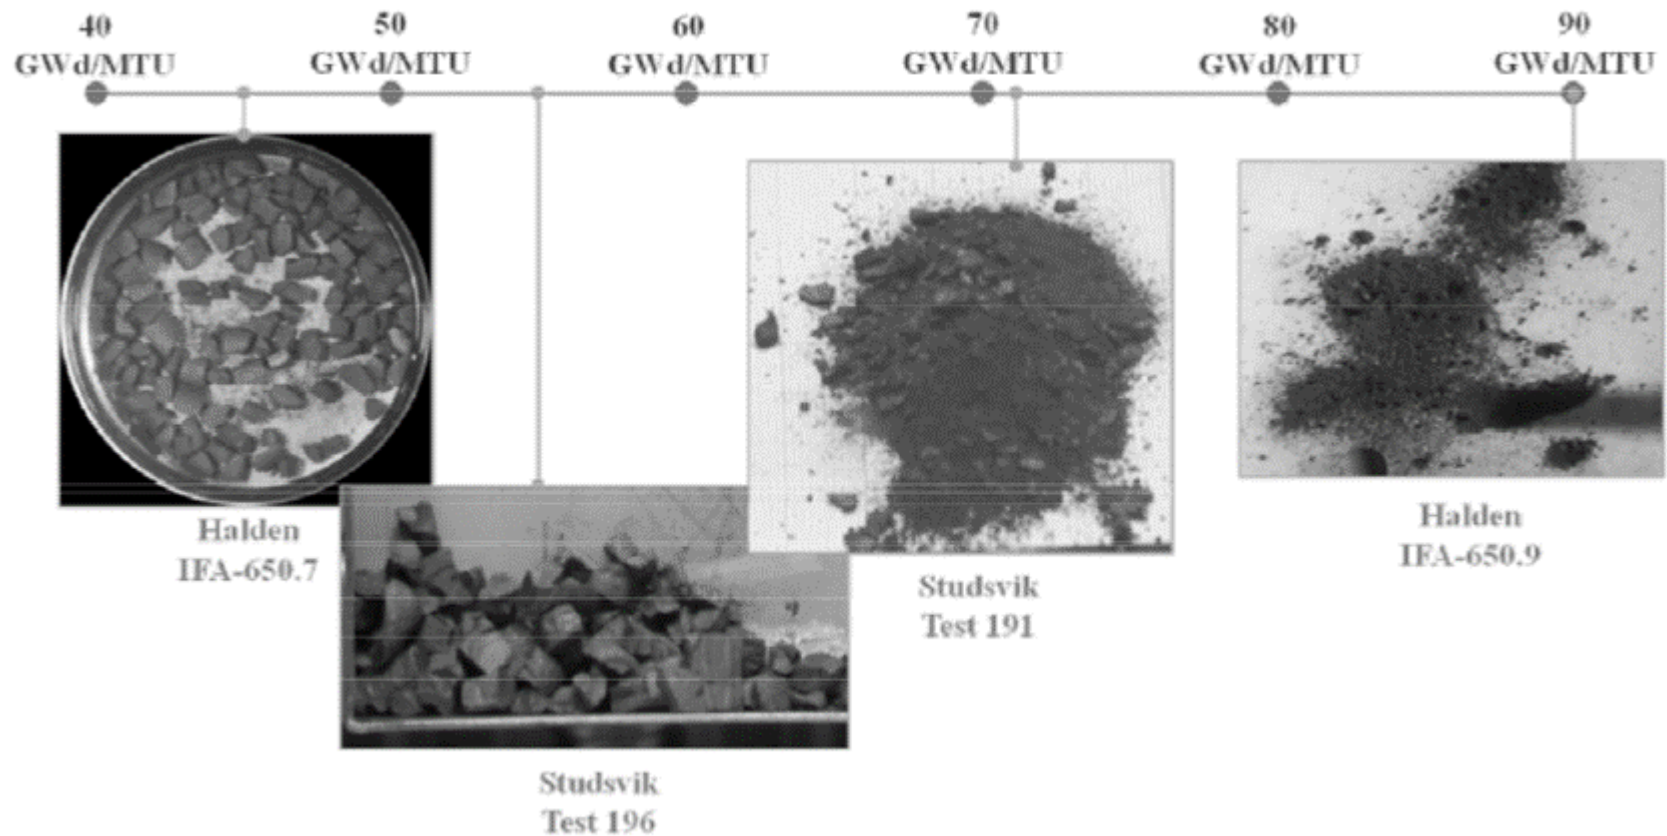 40
GWd/MTU
50
GWd/MTU
60
GWd/MTU
70
GWd/MTU
80
GWd/MTU
90
GWd/MTU
Halden
IFA-650.7
Studsvik
Test 196
Studsvik
Test 191
Halden
IFA-650.9